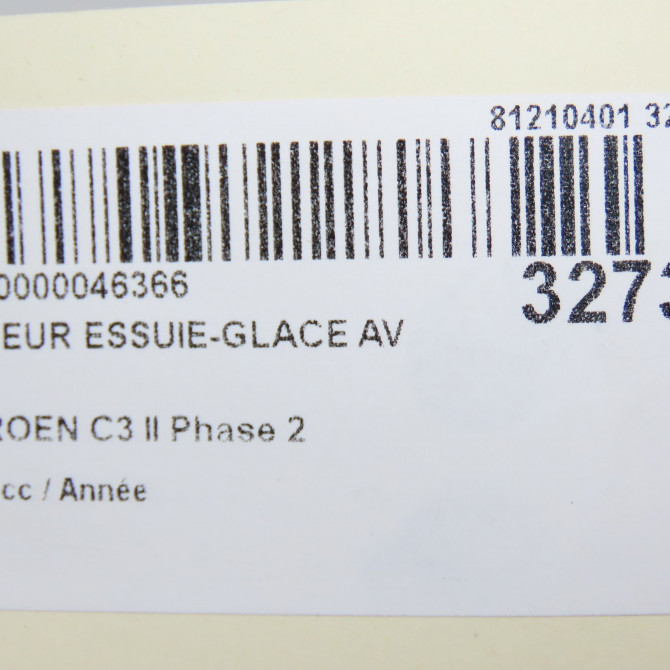 81210401 32
0000046366
3273
EUR ESSUIE-GLACE AV
ROEN C3 II Phase 2
cc / Année